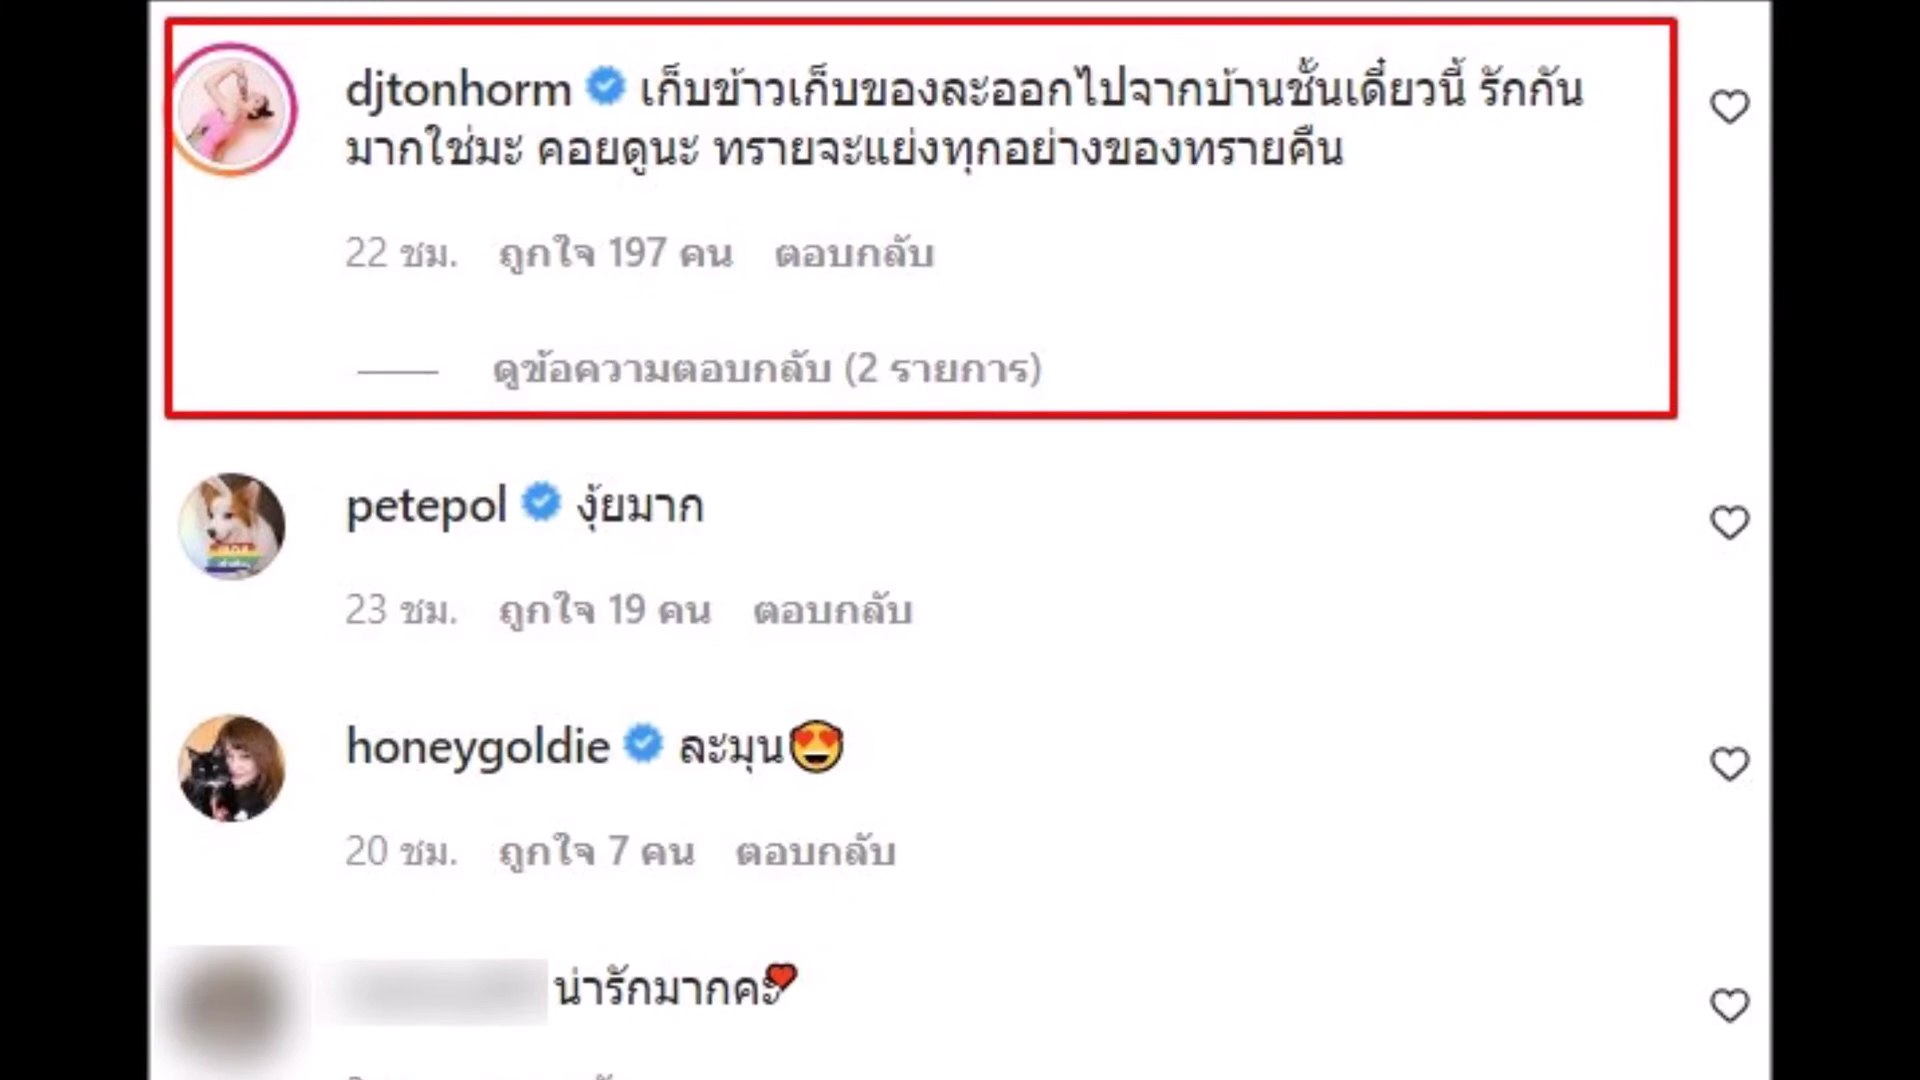 djtonhorm เก็บข้าวเก็บของละออกไปจากบ้านชั้นเดี๋ยวนี้ รักกัน
มากใช่มะ คอยดูนะ ทรายจะแย่งทุกอย่างของทรายคืน
22 ชม. ถูกใจ 197 คน ตอบกลับ
ดูข้อความตอบกลับ (2 รายการ)
petepol งุ้ยมาก
23 ชม. ถูกใจ 19 คน ตอบกลับ
honeygoldie ละมุน😍
20 ชม. ถูกใจ 7 คน ตอบกลับ
น่ารักมากคะ❤